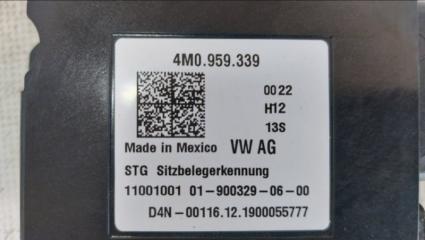 4M0.959.339
0022
H12
13S
Made in Mexico VW AG
STG Sitzbelegerkennung
11001001 01-900329-06-00
D4N-00116.12.1900055777